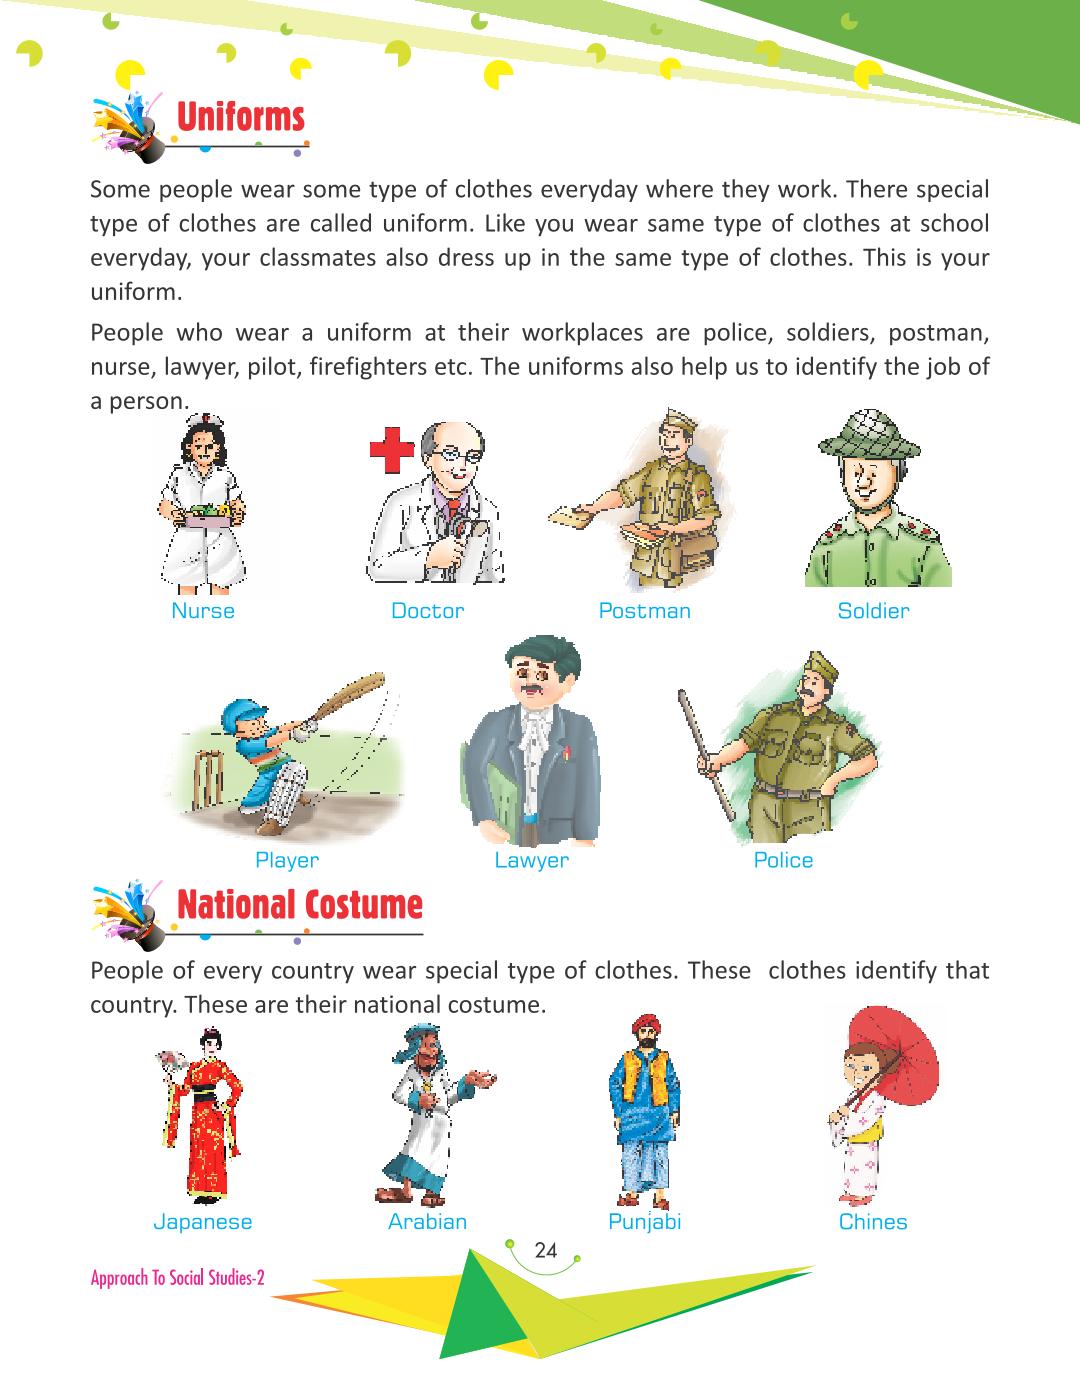 Uniforms
Some people wear some type of clothes everyday where they work. There special
type of clothes are called uniform. Like you wear same type of clothes at school
everyday, your classmates also dress up in the same type of clothes. This is your
uniform.
People who wear a uniform at their workplaces are police, soldiers, postman,
nurse, lawyer, pilot, firefighters etc. The uniforms also help us to identify the job of
a person.
Nurse Doctor Postman Soldier
Player Lawyer Police
National Costume
People of every country wear special type of clothes. These clothes identify that
country. These are their national costume.
Japanese Arabian Punjabi Chines
24
Approach To Social Studies-2